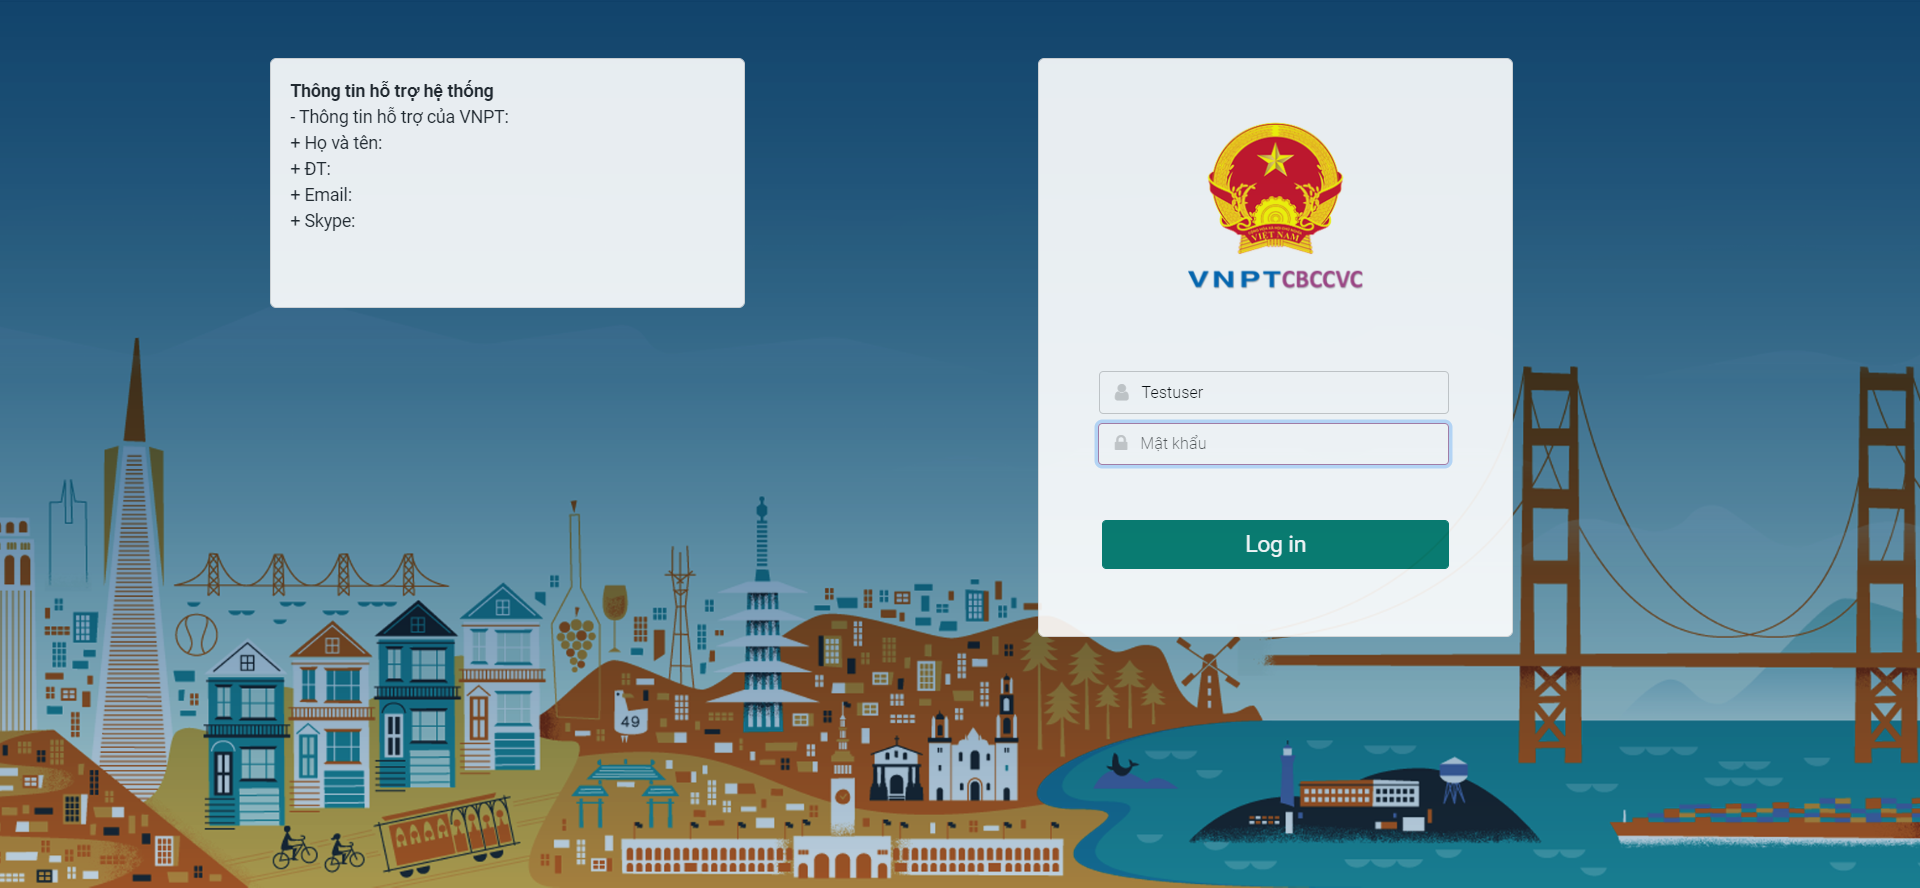 Thông tin hỗ trợ hệ thống
- Thông tin hỗ trợ của VNPT:
+ Họ và tên:
+ ĐT:
+ Email:
+ Skype:
VIỆT NAM
VNPTCBCCVC
Testuser
Mật khẩu
Log in
49